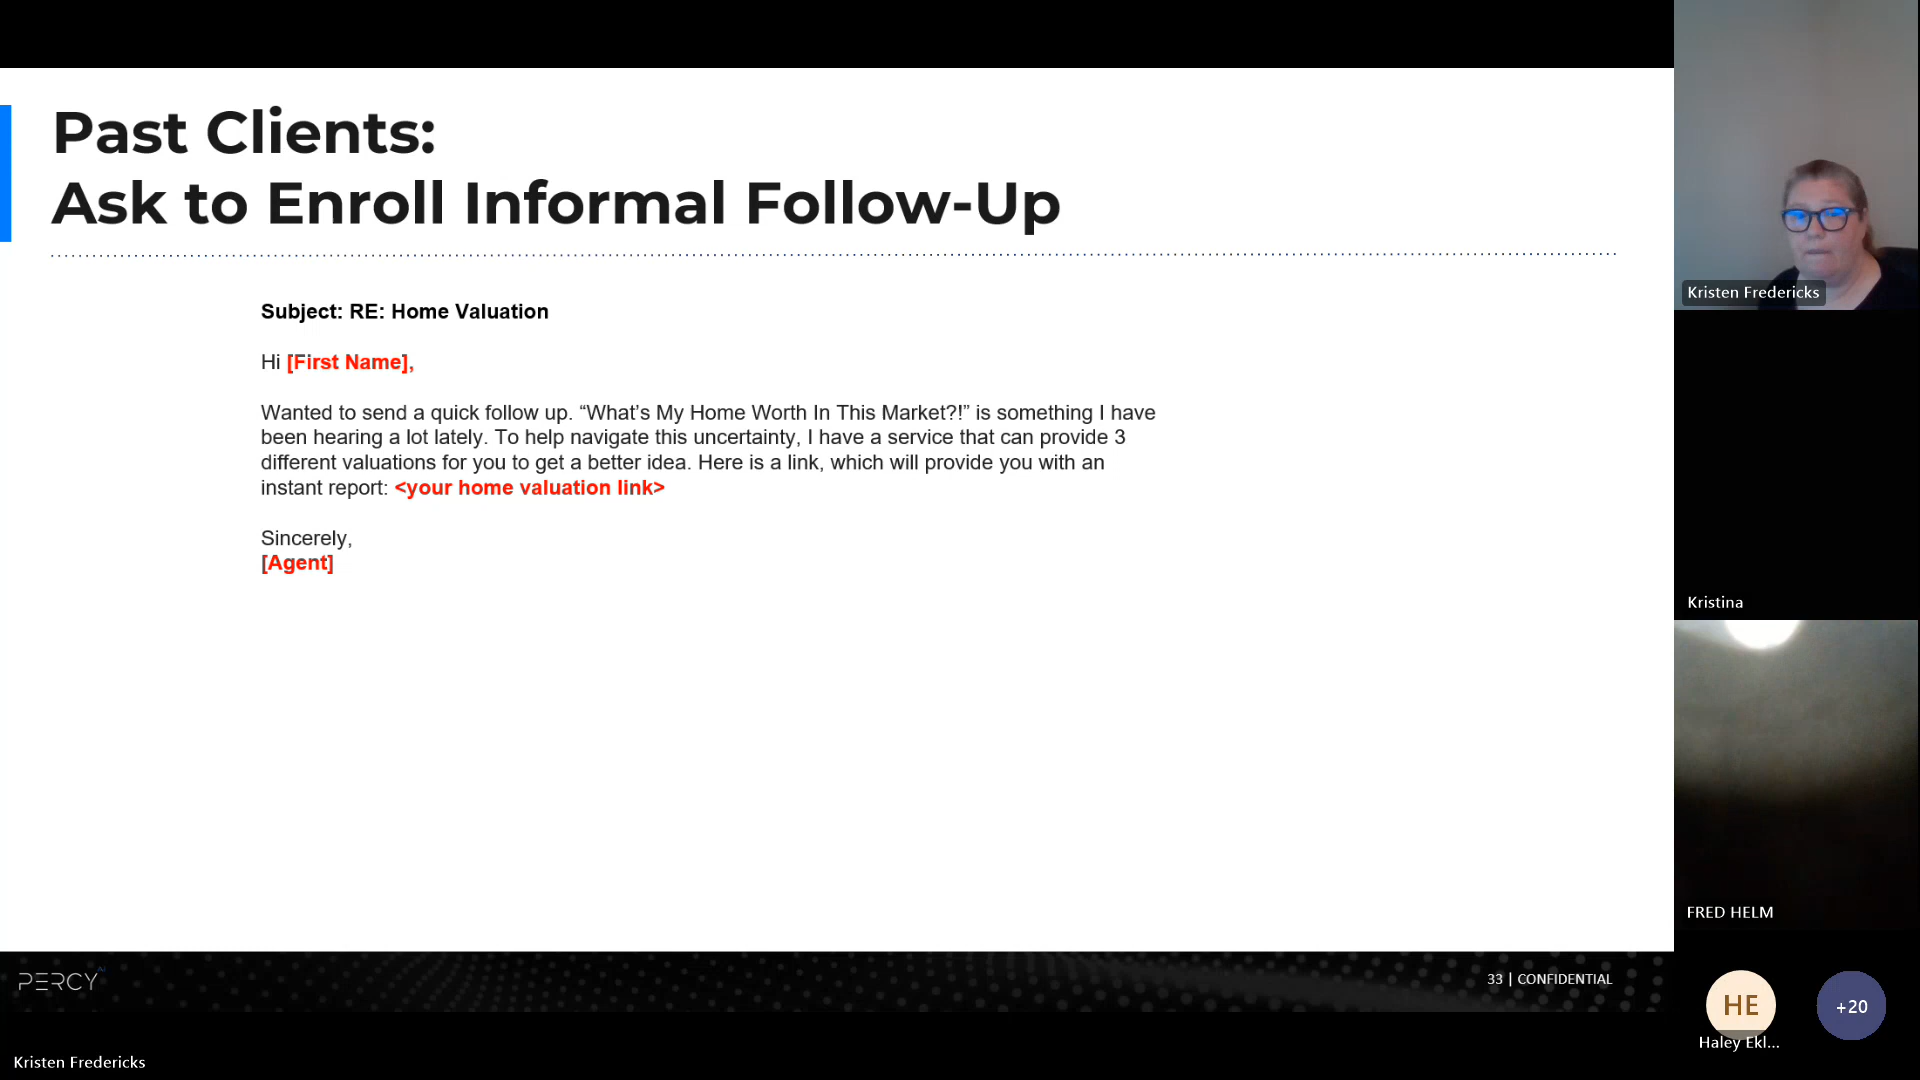 Past Clients:
Ask to Enroll Informal Follow-Up
Subject: RE: Home Valuation
Hi [First Name],
Wanted to send a quick follow up. “What’s My Home Worth In This Market?!” is something I have
been hearing a lot lately. To help navigate this uncertainty, I have a service that can provide 3
different valuations for you to get a better idea. Here is a link, which will provide you with an
instant report: <your home valuation link>
Sincerely,
[Agent]
PERCY AI
33 | CONFIDENTIAL
Kristen Fredericks
Kristen Fredericks
Kristina
FRED HELM
HE
Haley Ekl...
+20